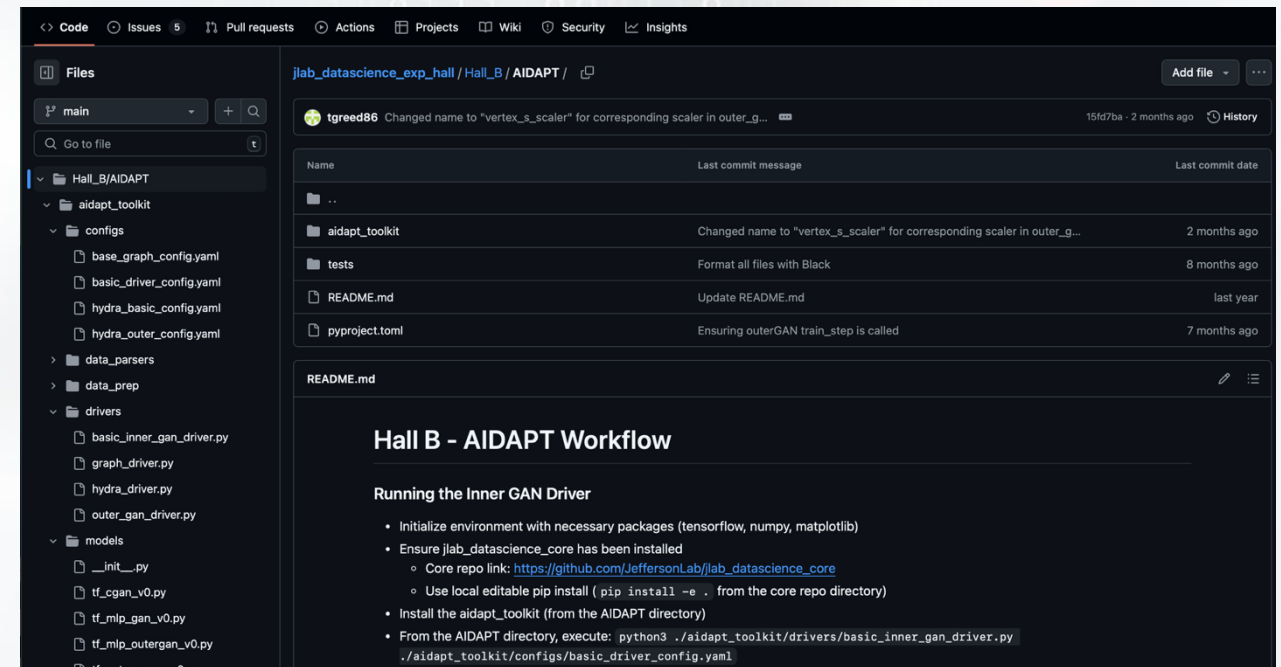 Code Issues 5 Pull requests Actions Projects Wiki Security Insights
Files
main
Go to file t
Hall_B/AIDAPT
aidapt_toolkit
configs
base_graph_config.yaml
basic_driver_config.yaml
hydra_basic_config.yaml
hydra_outer_config.yaml
data_parsers
data_prep
drivers
basic_inner_gan_driver.py
graph_driver.py
hydra_driver.py
outer_gan_driver.py
models
__init__.py
tf_cgan_v0.py
tf_mlp_gan_v0.py
tf_mlp_outergan_v0.py
jlab_datascience_exp_hall / Hall_B / AIDAPT /
Add file
tgreed86 Changed name to "vertex_s_scaler" for corresponding scaler in outer_g...
15fd7ba · 2 months ago History
Name Last commit message Last commit date
..
aidapt_toolkit Changed name to "vertex_s_scaler" for corresponding scaler in outer_g... 2 months ago
tests Format all files with Black 8 months ago
README.md Update README.md last year
pyproject.toml Ensuring outerGAN train_step is called 7 months ago
README.md
Hall B - AIDAPT Workflow
Running the Inner GAN Driver
• Initialize environment with necessary packages (tensorflow, numpy, matplotlib)
• Ensure jlab_datascience_core has been installed
◦ Core repo link: https://github.com/JeffersonLab/jlab_datascience_core
◦ Use local editable pip install ( pip install -e . from the core repo directory)
• Install the aidapt_toolkit (from the AIDAPT directory)
• From the AIDAPT directory, execute: python3 ./aidapt_toolkit/drivers/basic_inner_gan_driver.py
./aidapt_toolkit/configs/basic_driver_config.yaml